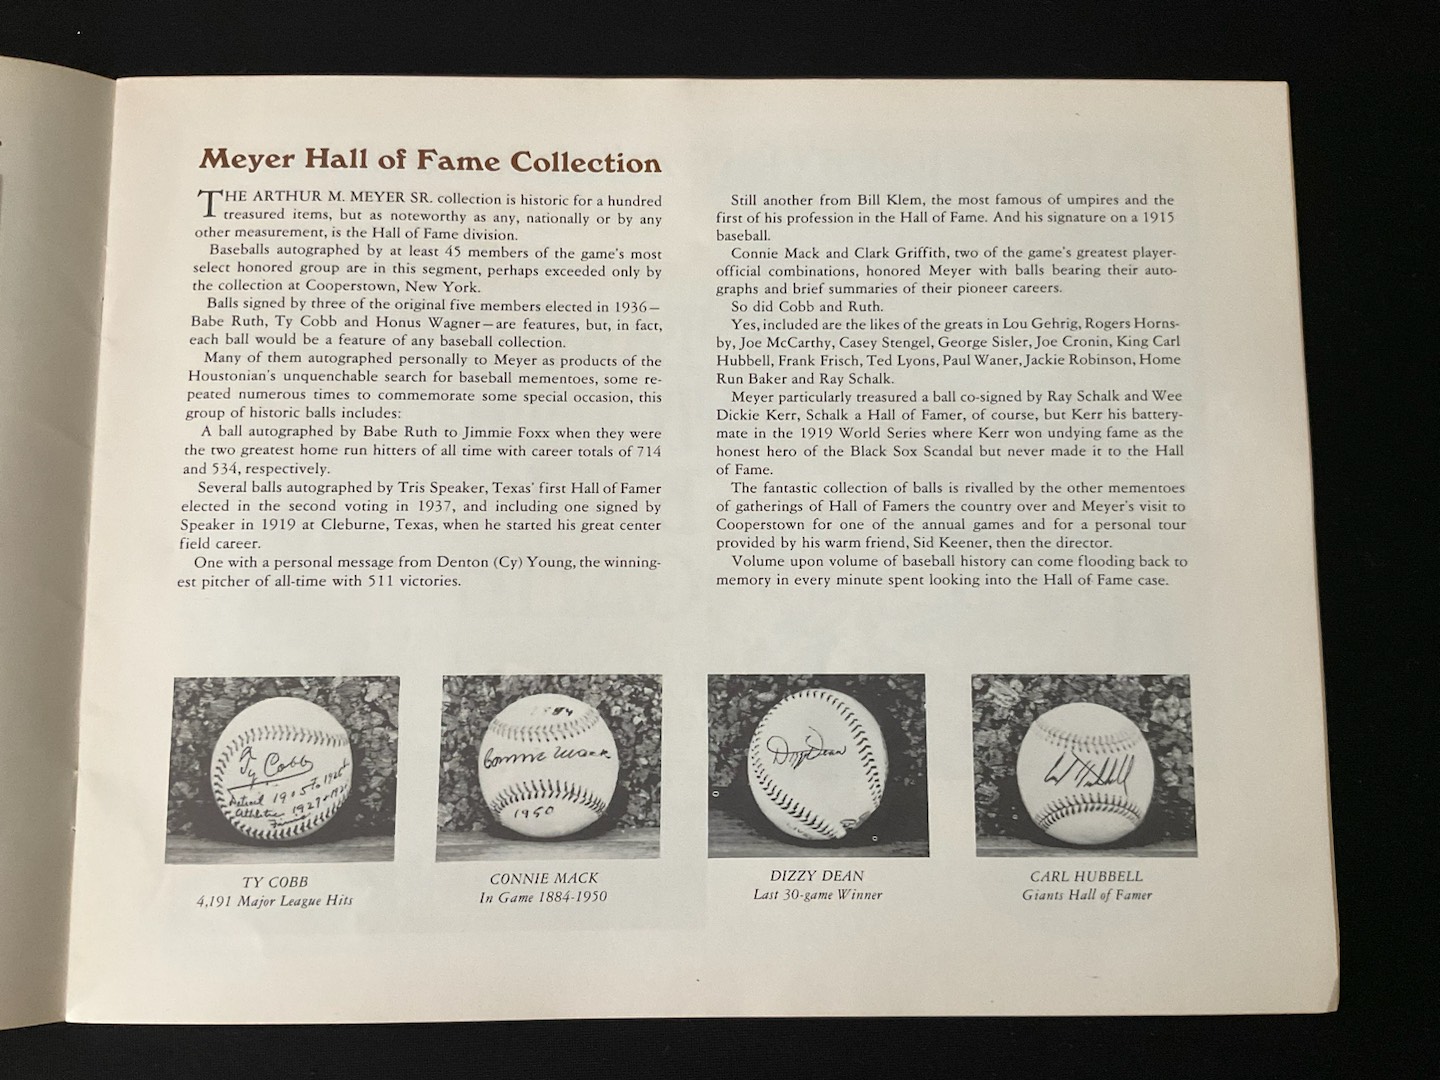 Meyer Hall of Fame Collection
THE ARTHUR M. MEYER SR. collection is historic for a hundred
treasured items, but as noteworthy as any, nationally or by any
other measurement, is the Hall of Fame division.
Baseballs autographed by at least 45 members of the game's most
select honored group are in this segment, perhaps exceeded only by
the collection at Cooperstown, New York.
Balls signed by three of the original five members elected in 1936—
Babe Ruth, Ty Cobb and Honus Wagner—are features, but, in fact,
each ball would be a feature of any baseball collection.
Many of them autographed personally to Meyer as products of the
Houstonian's unquenchable search for baseball mementoes, some re-
peated numerous times to commemorate some special occasion, this
group of historic balls includes:
A ball autographed by Babe Ruth to Jimmie Foxx when they were
the two greatest home run hitters of all time with career totals of 714
and 534, respectively.
Several balls autographed by Tris Speaker, Texas' first Hall of Famer
elected in the second voting in 1937, and including one signed by
Speaker in 1919 at Cleburne, Texas, when he started his great center
field career.
One with a personal message from Denton (Cy) Young, the winning-
est pitcher of all-time with 511 victories.
Still another from Bill Klem, the most famous of umpires and the
first of his profession in the Hall of Fame. And his signature on a 1915
baseball.
Connie Mack and Clark Griffith, two of the game's greatest player-
official combinations, honored Meyer with balls bearing their auto-
graphs and brief summaries of their pioneer careers.
So did Cobb and Ruth.
Yes, included are the likes of the greats in Lou Gehrig, Rogers Horns-
by, Joe McCarthy, Casey Stengel, George Sisler, Joe Cronin, King Carl
Hubbell, Frank Frisch, Ted Lyons, Paul Waner, Jackie Robinson, Home
Run Baker and Ray Schalk.
Meyer particularly treasured a ball co-signed by Ray Schalk and Wee
Dickie Kerr, Schalk a Hall of Famer, of course, but Kerr his battery-
mate in the 1919 World Series where Kerr won undying fame as the
honest hero of the Black Sox Scandal but never made it to the Hall
of Fame.
The fantastic collection of balls is rivalled by the other mementoes
of gatherings of Hall of Famers the country over and Meyer's visit to
Cooperstown for one of the annual games and for a personal tour
provided by his warm friend, Sid Keener, then the director.
Volume upon volume of baseball history can come flooding back to
memory in every minute spent looking into the Hall of Fame case.
Ty Cobb
Detroit 1905 To 1926
Athletics 1927
Connie Mack
1950
Dizzy Dean
Hubbell
TY COBB
4,191 Major League Hits
CONNIE MACK
In Game 1884-1950
DIZZY DEAN
Last 30-game Winner
CARL HUBBELL
Giants Hall of Famer